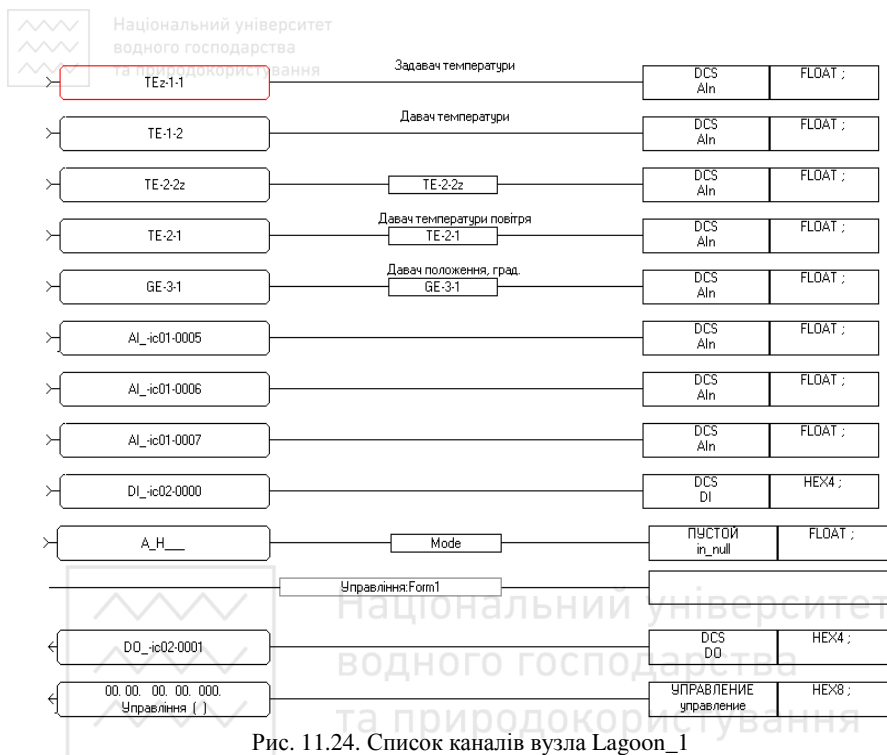 Національний університет
водного господарства
та природокористування
Задавач температури
TEz-1-1
DCS
AIn
FLOAT ;
Давач температури
TE-1-2
DCS
AIn
FLOAT ;
TE-2-2z
TE-2-2z
DCS
AIn
FLOAT ;
Давач температури повітря
TE-2-1
TE-2-1
DCS
AIn
FLOAT ;
Давач положення, град.
GE-3-1
GE-3-1
DCS
AIn
FLOAT ;
AI_-ic01-0005
DCS
AIn
FLOAT ;
AI_-ic01-0006
DCS
AIn
FLOAT ;
AI_-ic01-0007
DCS
AIn
FLOAT ;
DI_-ic02-0000
DCS
DI
HEX4 ;
A_H___
Mode
ПУСТОЙ
in_null
FLOAT ;
Управління:Form1
Національний університет
DO_-ic02-0001
DCS
DO
HEX4 ;
водного господарства
00. 00. 00. 00. 000.
Управління ( )
УПРАВЛЕНИЕ
управление
HEX8 ;
та природокористування
Рис. 11.24. Список каналів вузла Lagoon_1